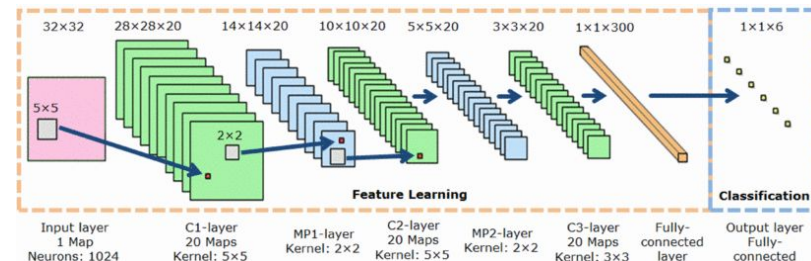 32×32 28×28×20 14×14×20 10×10×20 5×5×20 3×3×20 1×1×300 1×1×6
5×5
2×2
Feature Learning
Classification
Input layer
1 Map
Neurons: 1024
C1-layer
20 Maps
Kernel: 5×5
MP1-layer
Kernel: 2×2
C2-layer
20 Maps
Kernel: 5×5
MP2-layer
Kernel: 2×2
C3-layer
20 Maps
Kernel: 3×3
Fully-
connected
layer
Output layer
Fully-
connected